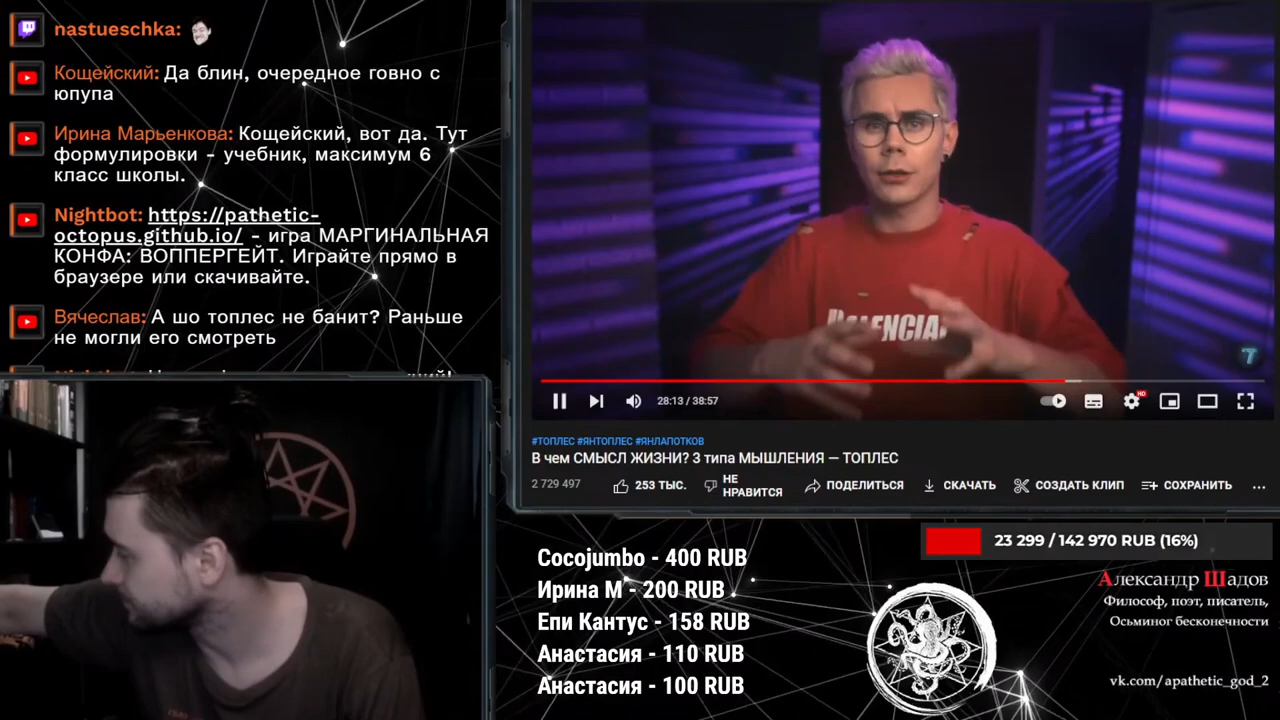 nastueschka:
Кощейский: Да блин, очередное говно с
юпупа
Ирина Марьенкова: Кощейский, вот да. Тут
формулировки - учебник, максимум 6
класс школы.
Nightbot: https://pathetic-
octopus.github.io/ - игра МАРГИНАЛЬНАЯ
КОНФА: ВОППЕРГЕЙТ. Играйте прямо в
браузере или скачивайте.
Вячеслав: А шо топлес не банит? Раньше
не могли его смотреть
28:13 / 38:57
HD
#ТОПЛЕС #ЯНТОПЛЕС #ЯНЛАПОТКОВ
В чем СМЫСЛ ЖИЗНИ? 3 типа МЫШЛЕНИЯ — ТОПЛЕС
2 729 497
253 ТЫС.
НЕ
НРАВИТСЯ
ПОДЕЛИТЬСЯ
СКАЧАТЬ
СОЗДАТЬ КЛИП
СОХРАНИТЬ
23 299 / 142 970 RUB (16%)
Cocojumbo - 400 RUB
Ирина М - 200 RUB
Епи Кантус - 158 RUB
Анастасия - 110 RUB
Анастасия - 100 RUB
Александр Шадов
Философ, поэт, писатель,
Осьминог бесконечности
vk.com/apathetic_god_2